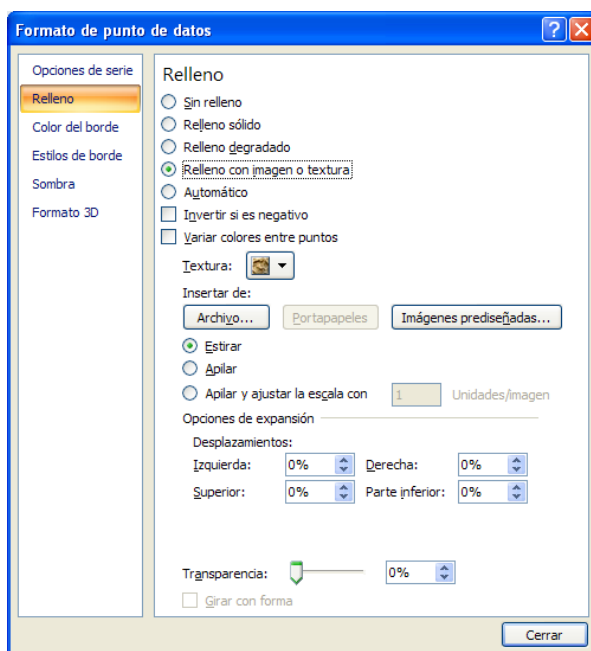 Formato de punto de datos
Opciones de serie
Relleno
Color del borde
Estilos de borde
Sombra
Formato 3D
Relleno
Sin relleno
Relleno sólido
Relleno degradado
Relleno con imagen o textura
Automático
Invertir si es negativo
Variar colores entre puntos
Textura:
Insertar de:
Archivo... Portapapeles Imágenes prediseñadas...
Estirar
Apilar
Apilar y ajustar la escala con 1 Unidades/imagen
Opciones de expansión
Desplazamientos:
Izquierda: 0% Derecha: 0%
Superior: 0% Parte inferior: 0%
Transparencia: 0%
Girar con forma
Cerrar